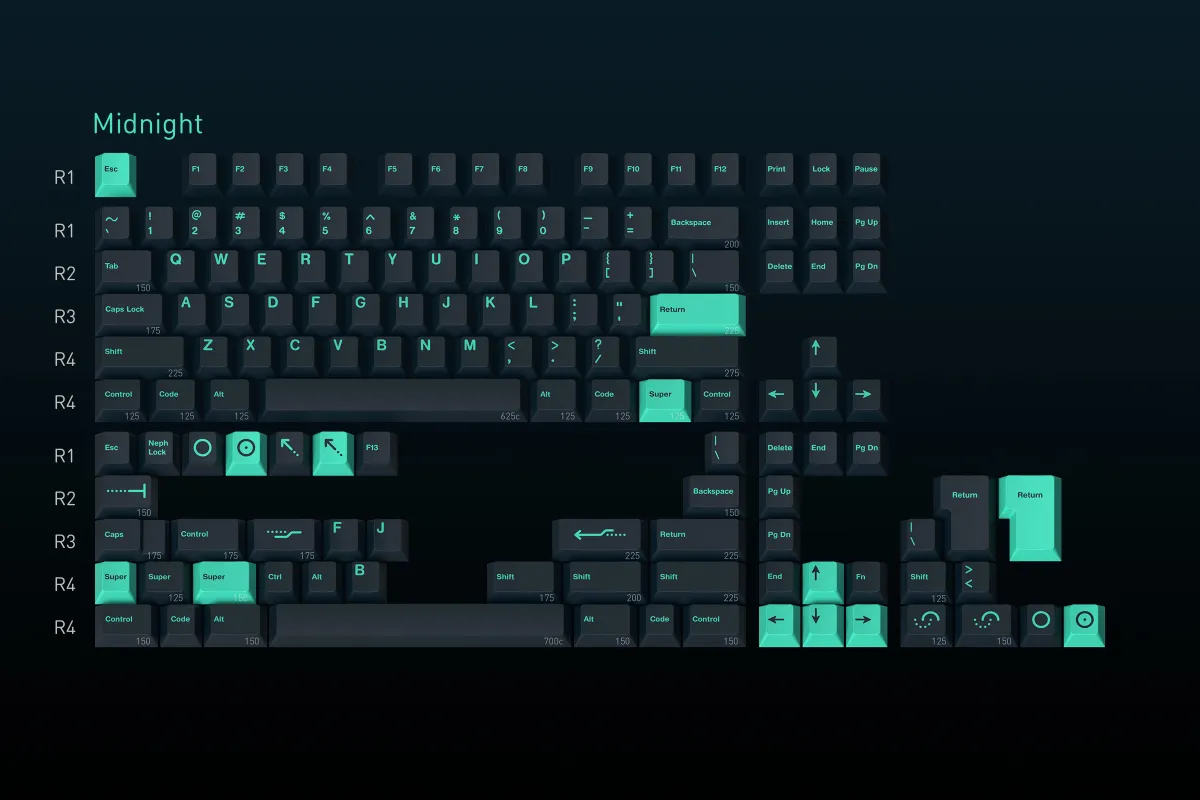 Midnight
R1 Esc F1 F2 F3 F4 F5 F6 F7 F8 F9 F10 F11 F12 Print Lock Pause
R1 ~ ` ! 1 @ 2 # 3 $ 4 % 5 ^ 6 & 7 * 8 ( 9 ) 0 — - + = Backspace 200 Insert Home Pg Up
R2 Tab 150 Q W E R T Y U I O P { [ } ] | \ 150 Delete End Pg Dn
R3 Caps Lock 175 A S D F G H J K L : ; " ' Return 225
R4 Shift 225 Z X C V B N M < , > . ? / Shift 275 ↑
R4 Control 125 Code 125 Alt 125 625c Alt 125 Code 125 Super 125 Control 125 ← ↓ →
R1 Esc Neph Lock F13 | \ Delete End Pg Dn
R2 150 Backspace 150 Pg Up Return Return
R3 Caps 175 Control 175 175 F J 225 Return 225 Pg Dn | \
R4 Super Super 125 Super 150 Ctrl Alt B Shift 175 Shift 200 Shift 225 End ↑ Fn Shift 125 > <
R4 Control 150 Code Alt 150 700c Alt 150 Code Control 150 ← ↓ → 125 150